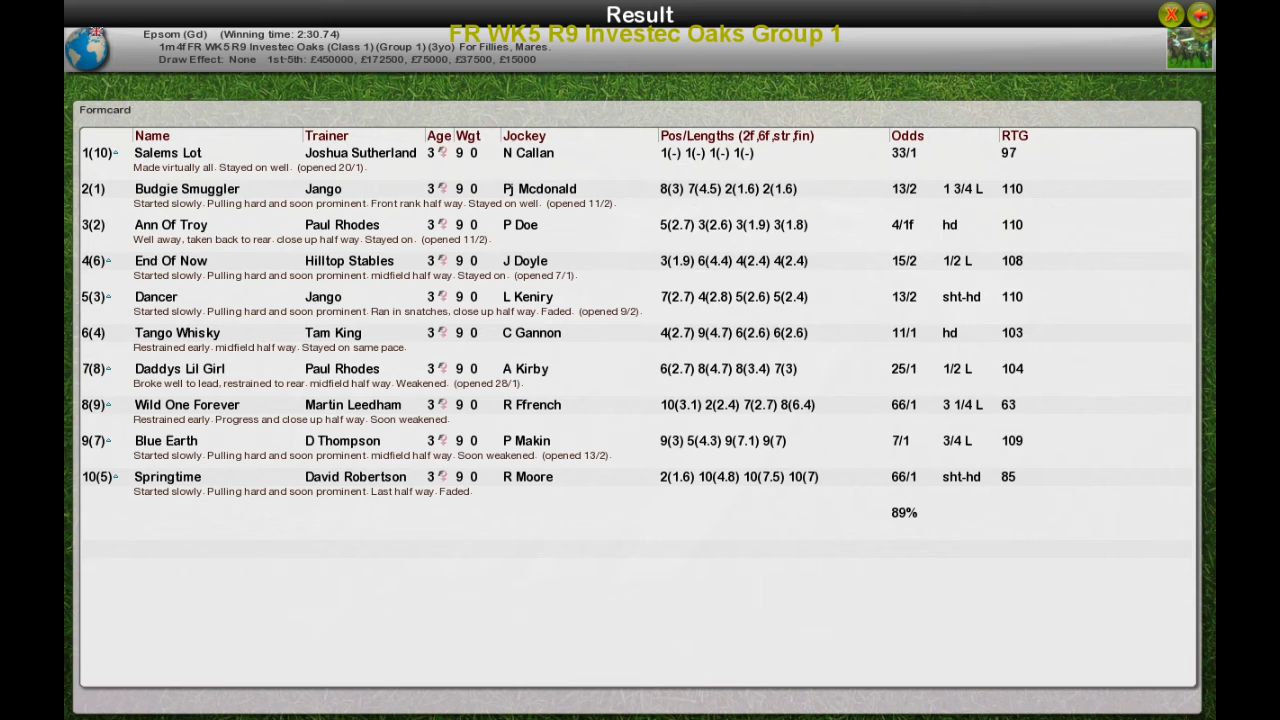 Result
FR WK5 R9 Investec Oaks Group 1
Epsom (Gd) (Winning time: 2:30.74)
1m4f FR WK5 R9 Investec Oaks (Class 1) (Group 1) (3yo) For Fillies, Mares.
Draw Effect: None 1st-5th: £450000, £172500, £75000, £37500, £15000
Formcard
Name Trainer Age Wgt Jockey Pos/Lengths (2f,6f,str,fin) Odds RTG
1(10) Salems Lot Joshua Sutherland 3 9 0 N Callan 1(-) 1(-) 1(-) 1(-) 33/1 97
Made virtually all. Stayed on well. (opened 20/1).
2(1) Budgie Smuggler Jango 3 9 0 Pj Mcdonald 8(3) 7(4.5) 2(1.6) 2(1.6) 13/2 1 3/4 L 110
Started slowly. Pulling hard and soon prominent. Front rank half way. Stayed on well. (opened 11/2).
3(2) Ann Of Troy Paul Rhodes 3 9 0 P Doe 5(2.7) 3(2.6) 3(1.9) 3(1.8) 4/1f hd 110
Well away, taken back to rear. close up half way. Stayed on. (opened 11/2).
4(6) End Of Now Hilltop Stables 3 9 0 J Doyle 3(1.9) 6(4.4) 4(2.4) 4(2.4) 15/2 1/2 L 108
Started slowly. Pulling hard and soon prominent. midfield half way. Stayed on. (opened 7/1).
5(3) Dancer Jango 3 9 0 L Keniry 7(2.7) 4(2.8) 5(2.6) 5(2.4) 13/2 sht-hd 110
Started slowly. Pulling hard and soon prominent. Ran in snatches, close up half way. Faded. (opened 9/2).
6(4) Tango Whisky Tam King 3 9 0 C Gannon 4(2.7) 9(4.7) 6(2.6) 6(2.6) 11/1 hd 103
Restrained early. midfield half way. Stayed on same pace.
7(8) Daddys Lil Girl Paul Rhodes 3 9 0 A Kirby 6(2.7) 8(4.7) 8(3.4) 7(3) 25/1 1/2 L 104
Broke well to lead, restrained to rear. midfield half way. Weakened. (opened 28/1).
8(9) Wild One Forever Martin Leedham 3 9 0 R Ffrench 10(3.1) 2(2.4) 7(2.7) 8(6.4) 66/1 3 1/4 L 63
Restrained early. Progress and close up half way. Soon weakened.
9(7) Blue Earth D Thompson 3 9 0 P Makin 9(3) 5(4.3) 9(7.1) 9(7) 7/1 3/4 L 109
Started slowly. Pulling hard and soon prominent. midfield half way. Soon weakened. (opened 13/2).
10(5) Springtime David Robertson 3 9 0 R Moore 2(1.6) 10(4.8) 10(7.5) 10(7) 66/1 sht-hd 85
Started slowly. Pulling hard and soon prominent. Last half way. Faded.
89%